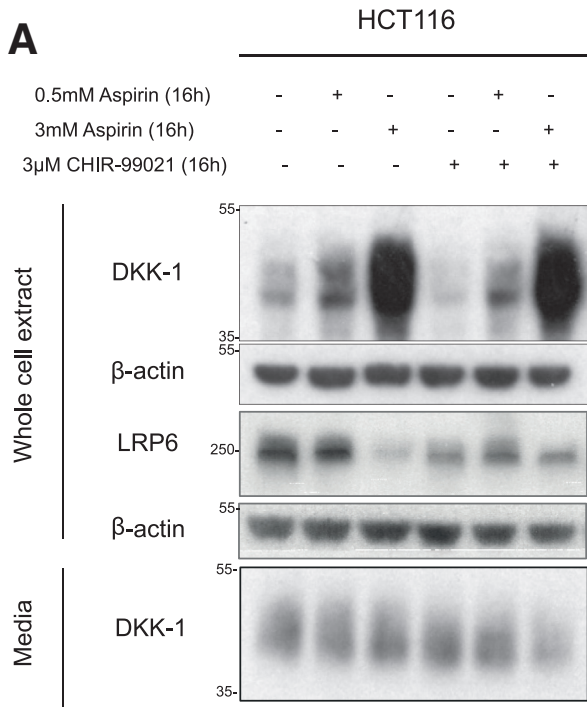 A
HCT116
0.5mM Aspirin (16h) - + - - + -
3mM Aspirin (16h) - - + - - +
3µM CHIR-99021 (16h) - - - + + +
Whole cell extract
55-
DKK-1
35-
55-
β-actin
LRP6
250-
55-
β-actin
Media
55-
DKK-1
35-